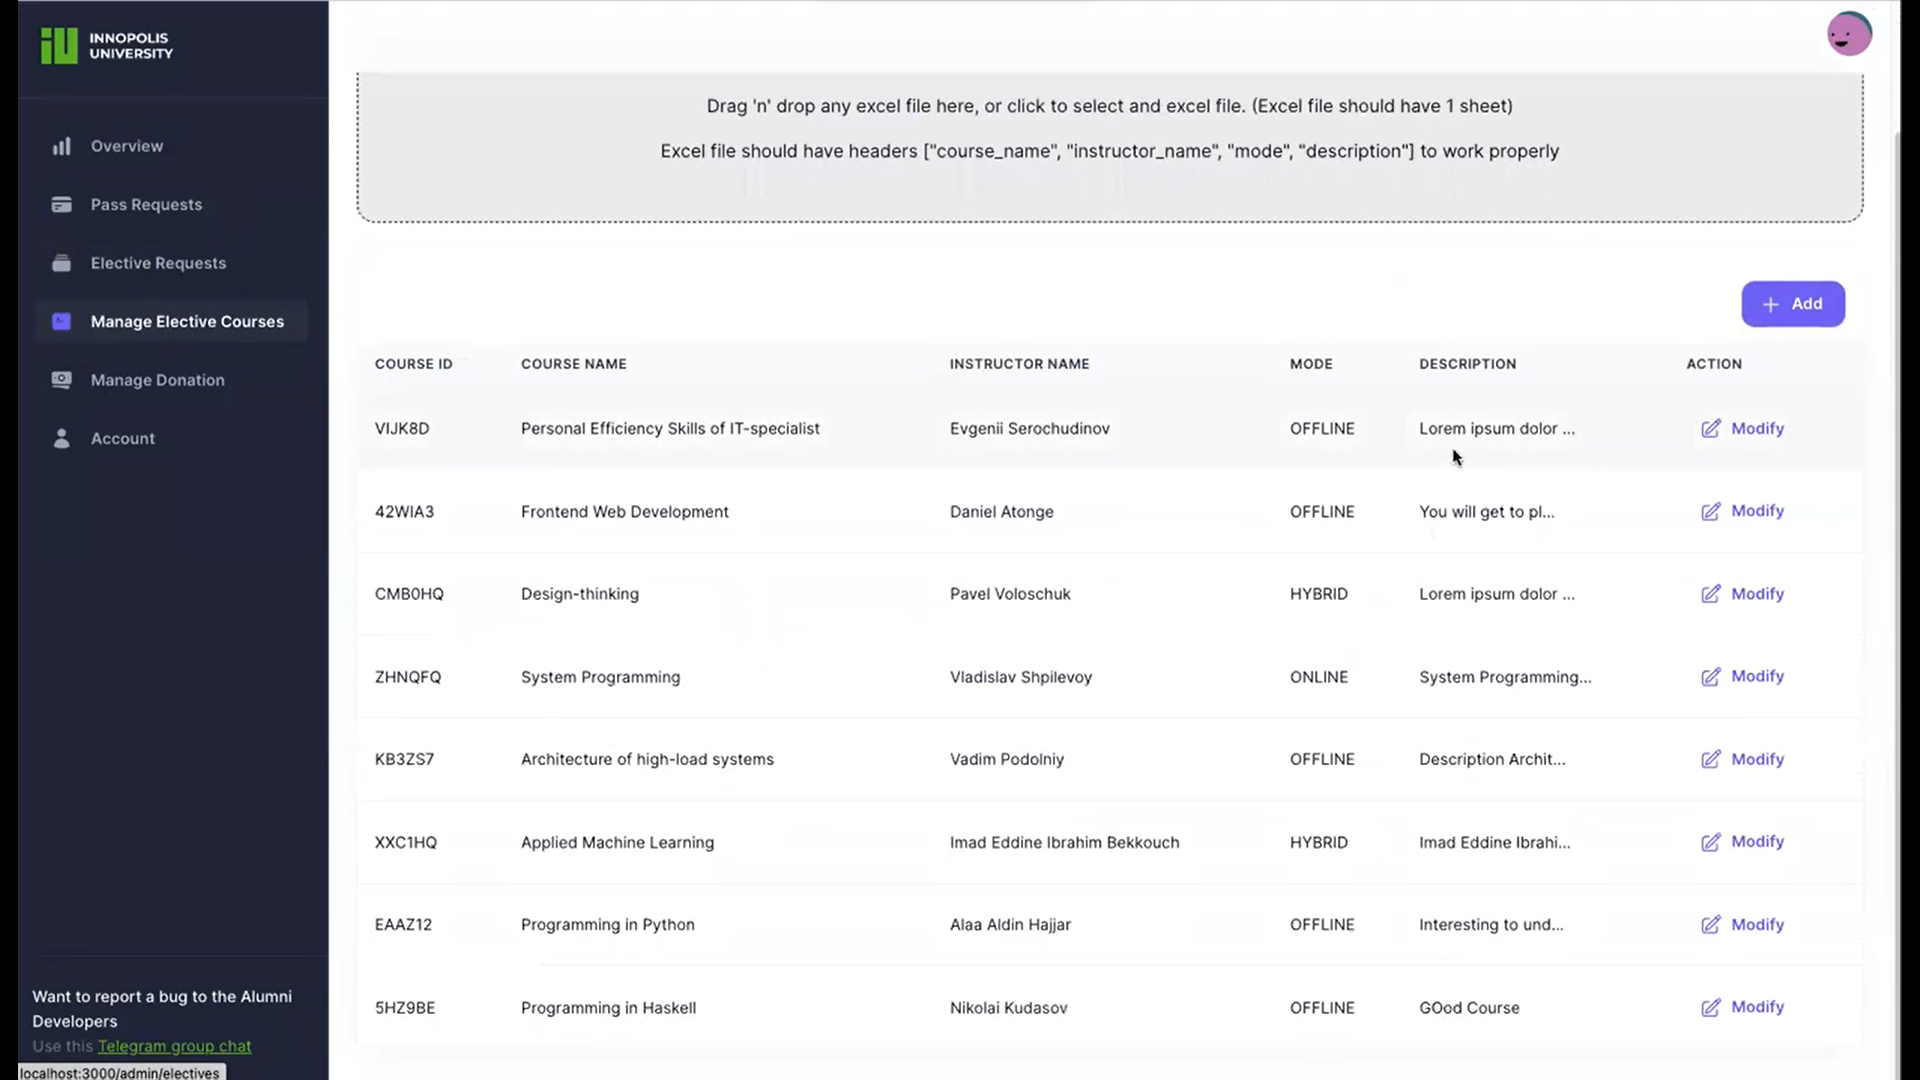 INNOPOLIS
UNIVERSITY
Overview
Pass Requests
Elective Requests
Manage Elective Courses
Manage Donation
Account
Want to report a bug to the Alumni
Developers
Use this Telegram group chat
localhost:3000/admin/electives
Drag 'n' drop any excel file here, or click to select and excel file. (Excel file should have 1 sheet)
Excel file should have headers ["course_name", "instructor_name", "mode", "description"] to work properly
+ Add
COURSE ID COURSE NAME INSTRUCTOR NAME MODE DESCRIPTION ACTION
VIJK8D Personal Efficiency Skills of IT-specialist Evgenii Serochudinov OFFLINE Lorem ipsum dolor ... Modify
42WIA3 Frontend Web Development Daniel Atonge OFFLINE You will get to pl... Modify
CMB0HQ Design-thinking Pavel Voloschuk HYBRID Lorem ipsum dolor ... Modify
ZHNQFQ System Programming Vladislav Shpilevoy ONLINE System Programming... Modify
KB3ZS7 Architecture of high-load systems Vadim Podolniy OFFLINE Description Archit... Modify
XXC1HQ Applied Machine Learning Imad Eddine Ibrahim Bekkouch HYBRID Imad Eddine Ibrahi... Modify
EAAZ12 Programming in Python Alaa Aldin Hajjar OFFLINE Interesting to und... Modify
5HZ9BE Programming in Haskell Nikolai Kudasov OFFLINE GOod Course Modify